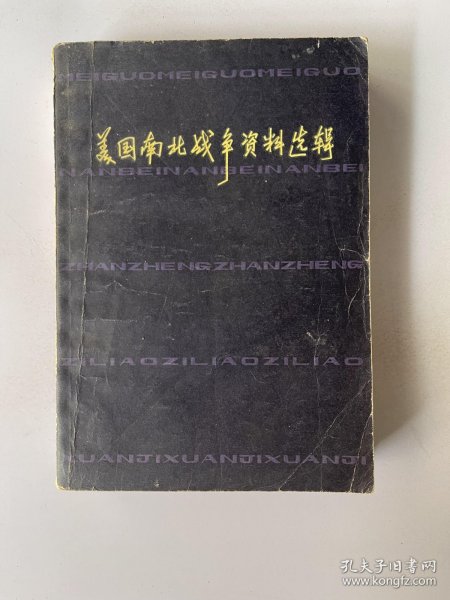 MEIGUOMEIGUOMEIGUO
美国南北战争资料选辑
NANBEINANBEINANBEI
ZHANZHENGZHANZHENG
ZILIAOZILIAOZILIAO
XUANJIXUANJIXUANJI
孔夫子旧书网
www.kongfz.com